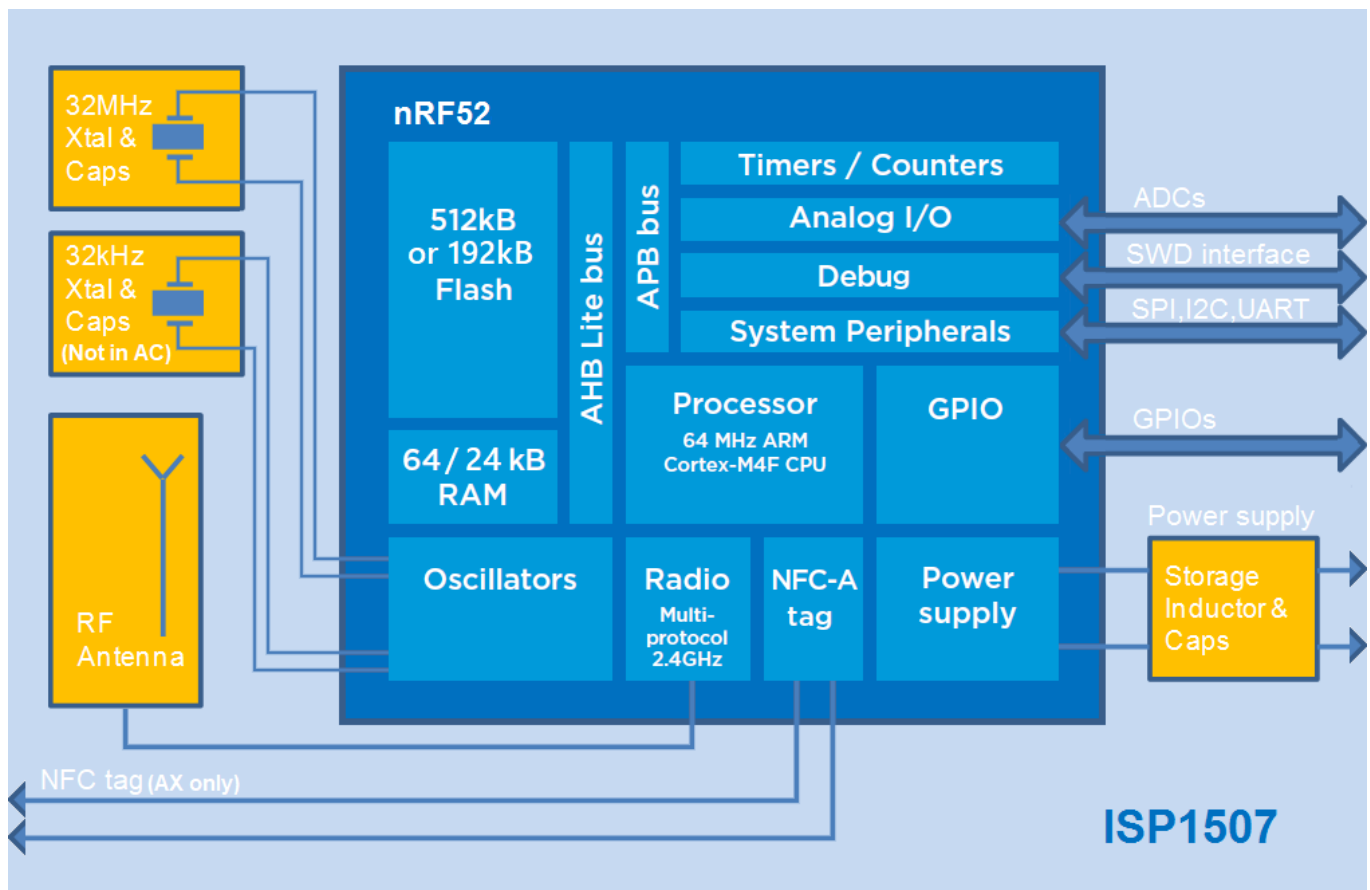 32MHz
Xtal &
Caps
32kHz
Xtal &
Caps
(Not in AC)
RF
Antenna
nRF52
512kB
or 192kB
Flash
64 / 24 kB
RAM
AHB Lite bus
APB bus
Timers / Counters
Analog I/O
Debug
System Peripherals
Processor
64 MHz ARM
Cortex-M4F CPU
GPIO
Oscillators
Radio
Multi-
protocol
2.4GHz
NFC-A
tag
Power
supply
ADCs
SWD interface
SPI,I2C,UART
GPIOs
Power supply
Storage
Inductor &
Caps
NFC tag (AX only)
ISP1507